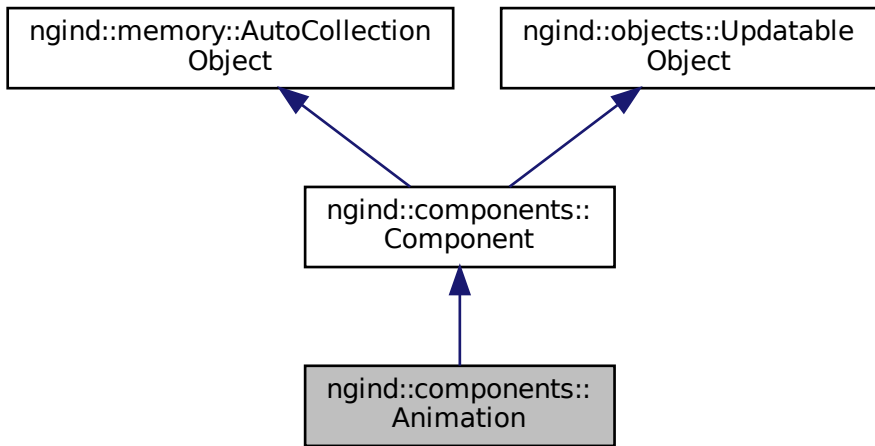 ngind::memory::AutoCollection
Object
ngind::objects::Updatable
Object
ngind::components::
Component
ngind::components::
Animation